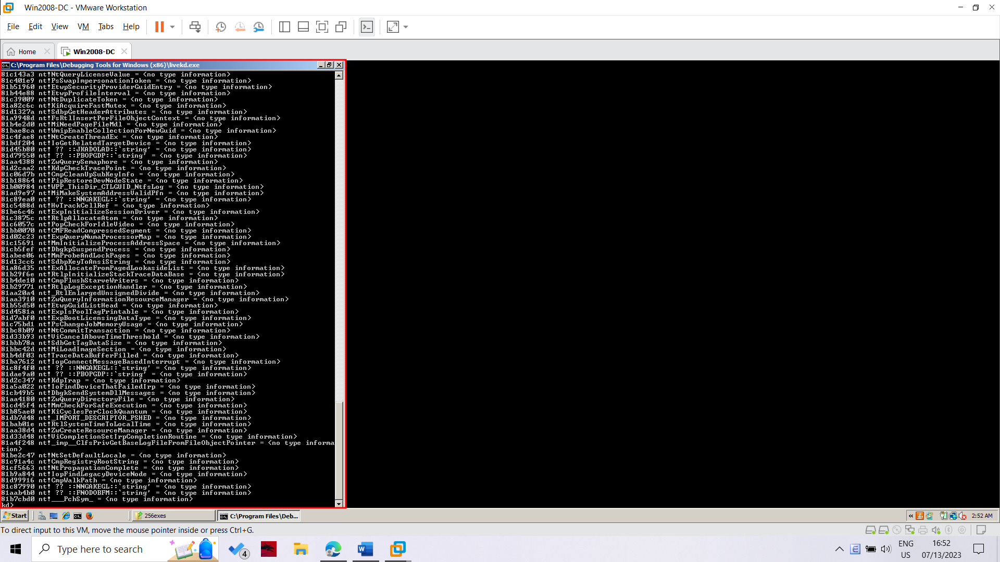 Win2008-DC - VMware Workstation
File Edit View VM Tabs Help
Home
Win2008-DC
C:\Program Files\Debugging Tools for Windows (x86)\livekd.exe
81c143a3 nt!NtQueryLicenseValue = <no type information>
81c401e9 nt!PsSwapImpersonationToken = <no type information>
81b51960 nt!EtwpSecurityProviderGuidEntry = <no type information>
81b44e88 nt!EtwpProfileInterval = <no type information>
81c39009 nt!NtDuplicateToken = <no type information>
81a82c6c nt!KiAcquireFastMutex = <no type information>
81d1327a nt!SdbpGetHeaderAttributes = <no type information>
81a9948d nt!FsRtlInsertPerFileObjectContext = <no type information>
81b4e2d0 nt!MiNeedPageFileMdl = <no type information>
81bae8ca nt!WmipEnableCollectionForNewGuid = <no type information>
81c4fae8 nt!NtCreateThreadEx = <no type information>
81bdf204 nt!IoGetRelatedTargetDevice = <no type information>
81d45b80 nt! ?? ::JKADOLAD::`string' = <no type information>
81d79550 nt! ?? ::PBOPGDP::`string' = <no type information>
81aa4388 nt!ZwQuerySemaphore = <no type information>
81d2caa2 nt!KdpCheckTracePoint = <no type information>
81c06d7b nt!CmpCleanUpSubKeyInfo = <no type information>
81b18864 nt!PipRestoreDevNodeState = <no type information>
81b00984 nt!WPP_ThisDir_CTLGUID_NtfsLog = <no type information>
81ad9e97 nt!MiMakeSystemAddressValidPfn = <no type information>
81c89ea0 nt! ?? ::NNGAKEGL::`string' = <no type information>
81c5488d nt!HvTrackCellRef = <no type information>
81be6c46 nt!ExpInitializeSessionDriver = <no type information>
81c3875c nt!RtlpAllocateAtom = <no type information>
81c6057c nt!PopCheckForIdleVideo = <no type information>
81bb0070 nt!CMFReadCompressedSegment = <no type information>
81d02c23 nt!ExpQueryNumaProcessorMap = <no type information>
81c15691 nt!MmInitializeProcessAddressSpace = <no type information>
81cb5fef nt!DbgkpSuspendProcess = <no type information>
81abee06 nt!MmProbeAndLockPages = <no type information>
81d13cc6 nt!SdbpKeyToAnsiString = <no type information>
81a86d35 nt!ExAllocateFromPagedLookasideList = <no type information>
81b29f6e nt!RtlpInitializeStackTraceDataBase = <no type information>
81b4de10 nt!CmpFlushStarveWriters = <no type information>
81b29771 nt!RtlpLogExceptionHandler = <no type information>
81aa20a4 nt!_RtlEnlargedUnsignedDivide = <no type information>
81aa3910 nt!ZwQueryInformationResourceManager = <no type information>
81b55d50 nt!EtwpGuidListHead = <no type information>
81d4581a nt!ExpIsPoolTagPrintable = <no type information>
81d7abf0 nt!ExpBootLicensingDataType = <no type information>
81c75bd1 nt!PsChangeJobMemoryUsage = <no type information>
81bc8b09 nt!NtCommitTransaction = <no type information>
81d33b93 nt!ViCancelAboveTimeThreshold = <no type information>
81bbb78a nt!SdbGetTagDataSize = <no type information>
81bbc42d nt!MiLoadImageSection = <no type information>
81b4df03 nt!TraceDataBufferFilled = <no type information>
81ba7612 nt!IopConnectMessageBasedInterrupt = <no type information>
81c8f4f0 nt! ?? ::NNGAKEGL::`string' = <no type information>
81dae9a0 nt! ?? ::PBOPGDP::`string' = <no type information>
81d2c347 nt!KdpTrap = <no type information>
81a5a022 nt!IoFindDeviceThatFailedIrp = <no type information>
81cb49b5 nt!DbgkSendSystemDllMessages = <no type information>
81aa4180 nt!ZwQueryDirectoryFile = <no type information>
81cd45f4 nt!MmCheckForSafeExecution = <no type information>
81b85ae0 nt!KiCyclesPerClockQuantum = <no type information>
81db7d48 nt!_IMPORT_DESCRIPTOR_PSHED = <no type information>
81bab01e nt!RtlSystemTimeToLocalTime = <no type information>
81aa38d4 nt!ZwCreateResourceManager = <no type information>
81d33d48 nt!ViCompletionSetIrpCompletionRoutine = <no type information>
81a4f248 nt!_imp__ClfsPrivGetBaseLogFileFromFileObjectPointer = <no type informa
tion>
81be2c47 nt!NtSetDefaultLocale = <no type information>
81c91a4c nt!CmpRegistryRootString = <no type information>
81cf5663 nt!NtPropagationComplete = <no type information>
81b9a844 nt!IopFindLegacyDeviceNode = <no type information>
81d99916 nt!CmpWalkPath = <no type information>
81c87990 nt! ?? ::NNGAKEGL::`string' = <no type information>
81aab4b0 nt! ?? ::FNODOBFM::`string' = <no type information>
81b7cbd0 nt!___PchSym_ = <no type information>
kd>
Start
256exes
C:\Program Files\Deb...
2:52 AM
To direct input to this VM, move the mouse pointer inside or press Ctrl+G.
Type here to search
4
ENG
US
16:52
07/13/2023